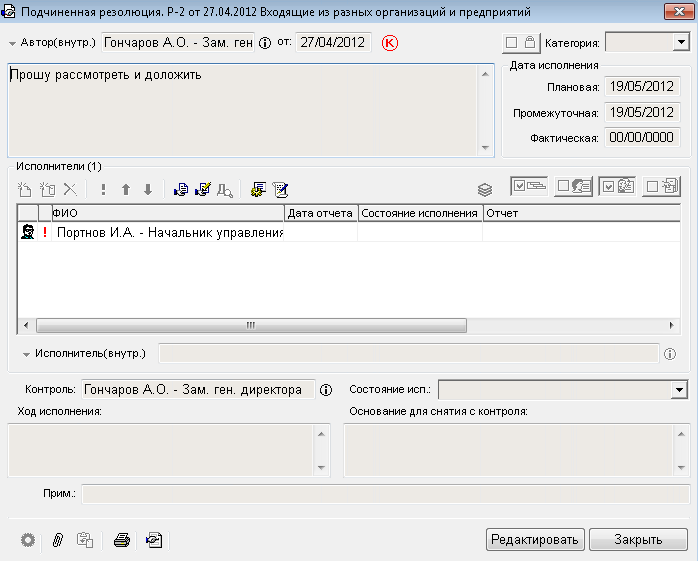 Подчиненная резолюция. Р-2 от 27.04.2012 Входящие из разных организаций и предприятий
Автор(внутр.) Гончаров А.О. - Зам. ген от: 27/04/2012 К Категория:
Прошу рассмотреть и доложить
Дата исполнения
Плановая: 19/05/2012
Промежуточная: 19/05/2012
Фактическая: 00/00/0000
Исполнители (1)
ФИО Дата отчета Состояние исполнения Отчет
! Портнов И.А. - Начальник управления
Исполнитель(внутр.)
Контроль: Гончаров А.О. - Зам. ген. директора Состояние исп.:
Ход исполнения: Основание для снятия с контроля:
Прим.:
Редактировать Закрыть